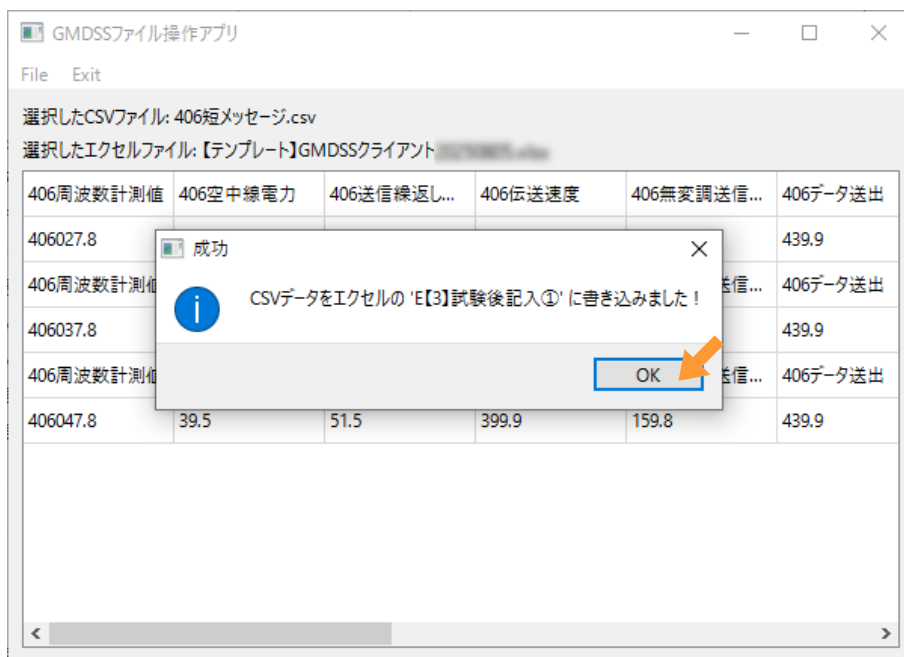 GMDSSファイル操作アプリ
File Exit
選択したCSVファイル: 406短メッセージ.csv
選択したエクセルファイル:【テンプレート】GMDSSクライアント
406周波数計測値 406空中線電力 406送信繰返し... 406伝送速度 406無変調送信... 406データ送出
406027.8 439.9
406周波数計測値 送信... 406データ送出
406037.8 439.9
406周波数計測値 送信... 406データ送出
406047.8 39.5 51.5 399.9 159.8 439.9
成功
CSVデータをエクセルの 'E【3】試験後記入①' に書き込みました！
OK